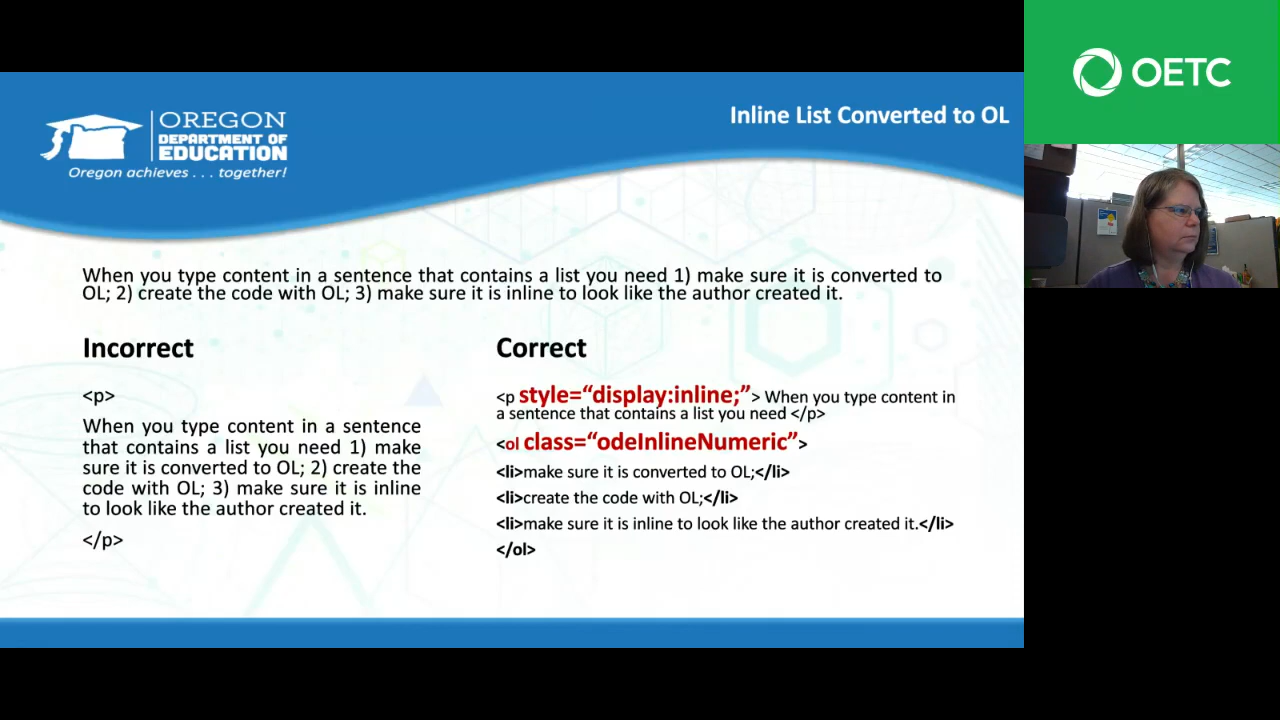 OREGON
DEPARTMENT OF
EDUCATION
Oregon achieves . . . together!
Inline List Converted to OL
OETC
When you type content in a sentence that contains a list you need 1) make sure it is converted to
OL; 2) create the code with OL; 3) make sure it is inline to look like the author created it.
Incorrect
<p>
When you type content in a sentence
that contains a list you need 1) make
sure it is converted to OL; 2) create the
code with OL; 3) make sure it is inline
to look like the author created it.
</p>
Correct
<p style=“display:inline;”> When you type content in
a sentence that contains a list you need </p>
<ol class=“odeInlineNumeric”>
<li>make sure it is converted to OL;</li>
<li>create the code with OL;</li>
<li>make sure it is inline to look like the author created it.</li>
</ol>